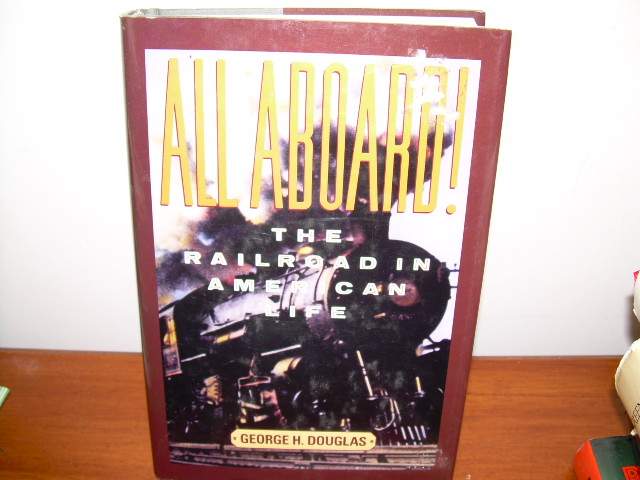 ALL ABOARD!
THE
RAILROAD IN
AMERICAN
LIFE
GEORGE H. DOUGLAS